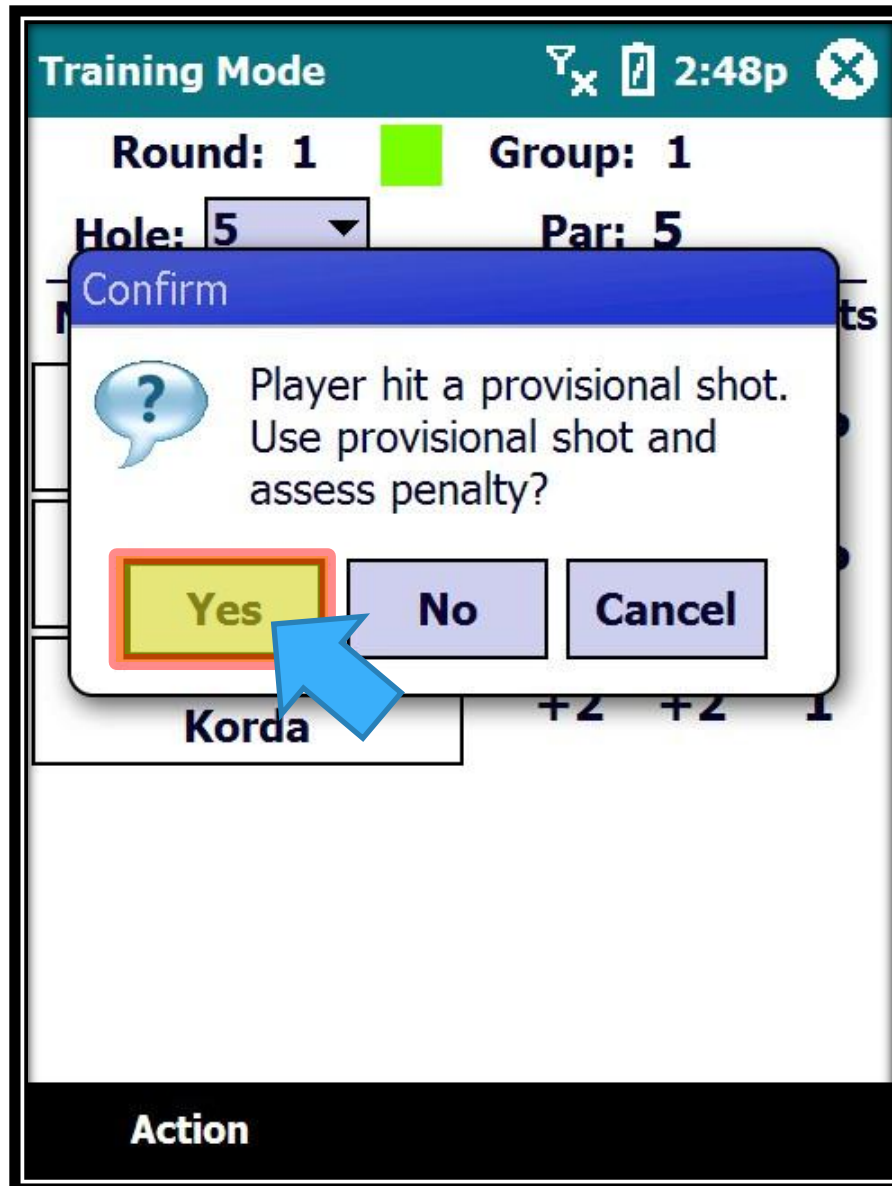 Training Mode 2:48p
Round: 1 Group: 1
Hole: 5 Par: 5
Confirm
Player hit a provisional shot.
Use provisional shot and
assess penalty?
Yes No Cancel
Korda +2 +2 1
Action